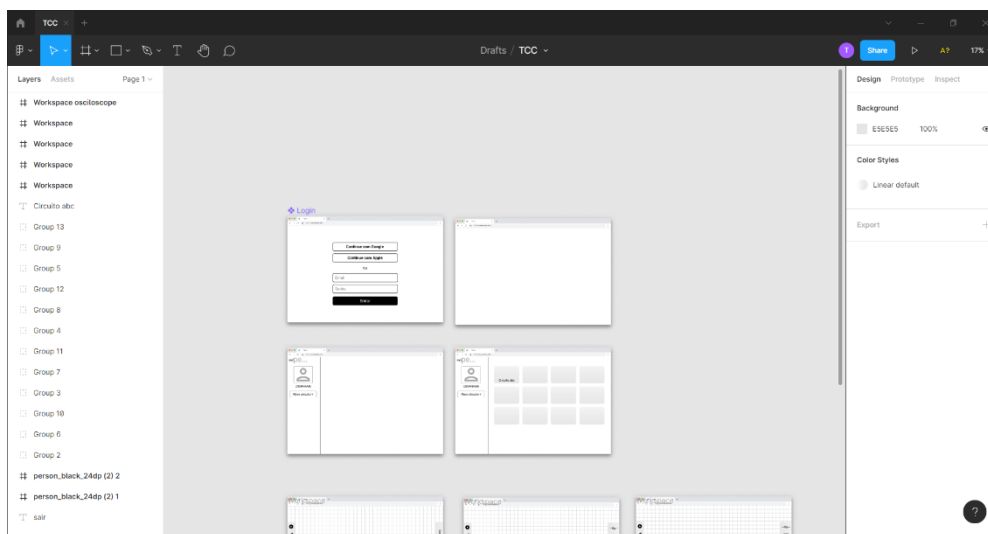 TCC
Drafts / TCC
T
Share
A?
17%
Layers Assets Page 1
Workspace osciloscope
Workspace
Workspace
Workspace
Workspace
Circuito abc
Group 13
Group 9
Group 5
Group 12
Group 8
Group 4
Group 11
Group 7
Group 3
Group 10
Group 6
Group 2
person_black_24dp (2) 2
person_black_24dp (2) 1
sair
Login
Continue com Google
Continue com Apple
Email
Entrar
Circuito abc
Design Prototype Inspect
Background
E5E5E5 100%
Color Styles
Linear default
Export
?